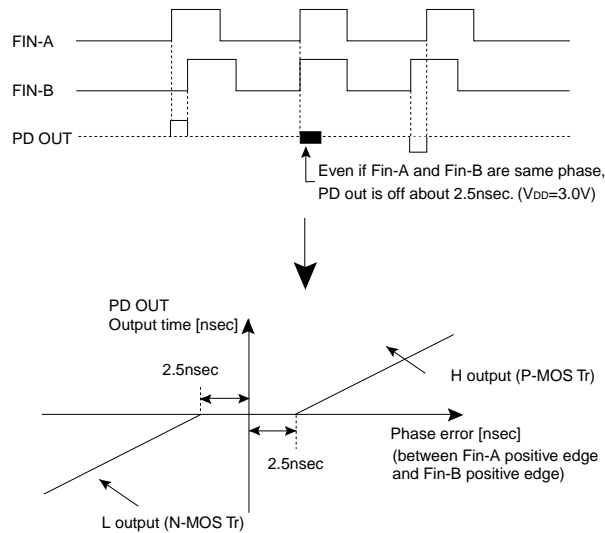 FIN-A
FIN-B
PD OUT
Even if Fin-A and Fin-B are same phase,
PD out is off about 2.5nsec. (VDD=3.0V)
PD OUT
Output time [nsec]
2.5nsec
H output (P-MOS Tr)
Phase error [nsec]
(between Fin-A positive edge
and Fin-B positive edge)
2.5nsec
L output (N-MOS Tr)